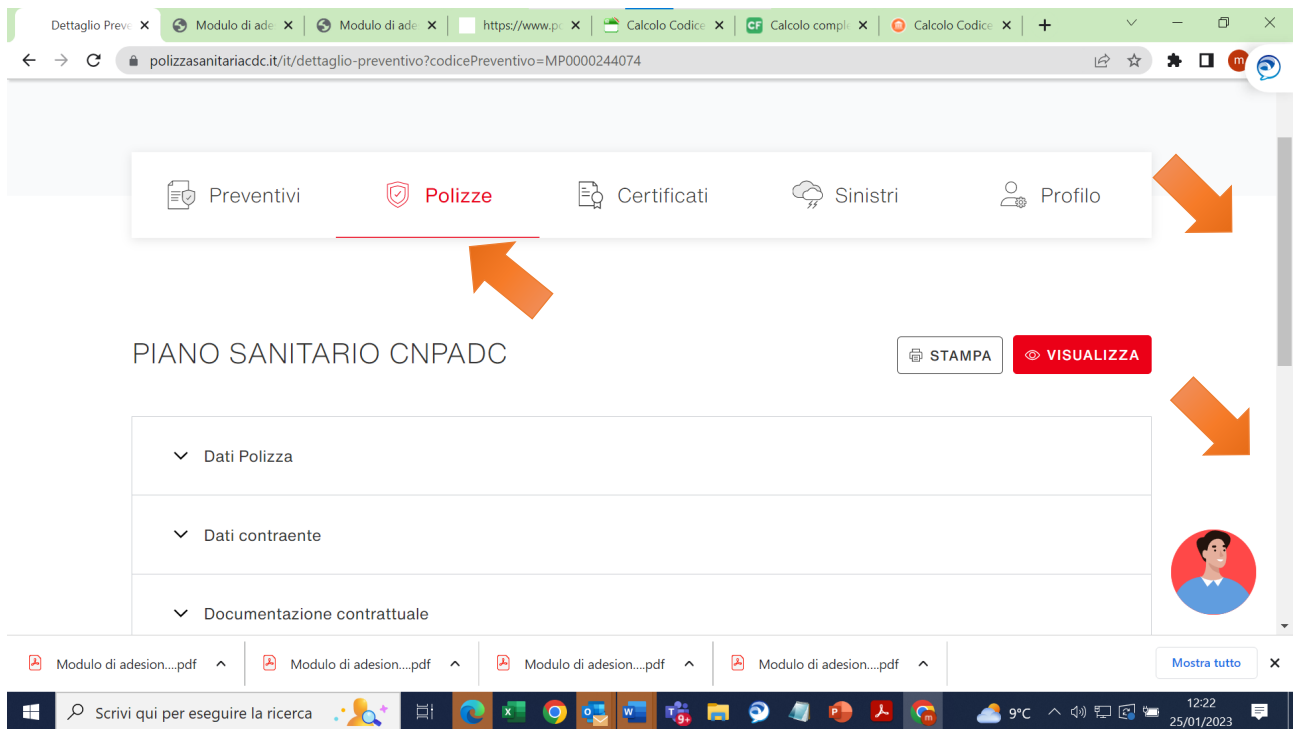 Dettaglio Preve
Modulo di ade
Modulo di ade
https://www.po
Calcolo Codice
Calcolo comple
Calcolo Codice
polizzasanitariacdc.it/it/dettaglio-preventivo?codicePreventivo=MP0000244074
m
Preventivi
Polizze
Certificati
Sinistri
Profilo
PIANO SANITARIO CNPADC
STAMPA
VISUALIZZA
Dati Polizza
Dati contraente
Documentazione contrattuale
Modulo di adesion....pdf
Modulo di adesion....pdf
Modulo di adesion....pdf
Modulo di adesion....pdf
Mostra tutto
Scrivi qui per eseguire la ricerca
9+
9°C
12:22
25/01/2023